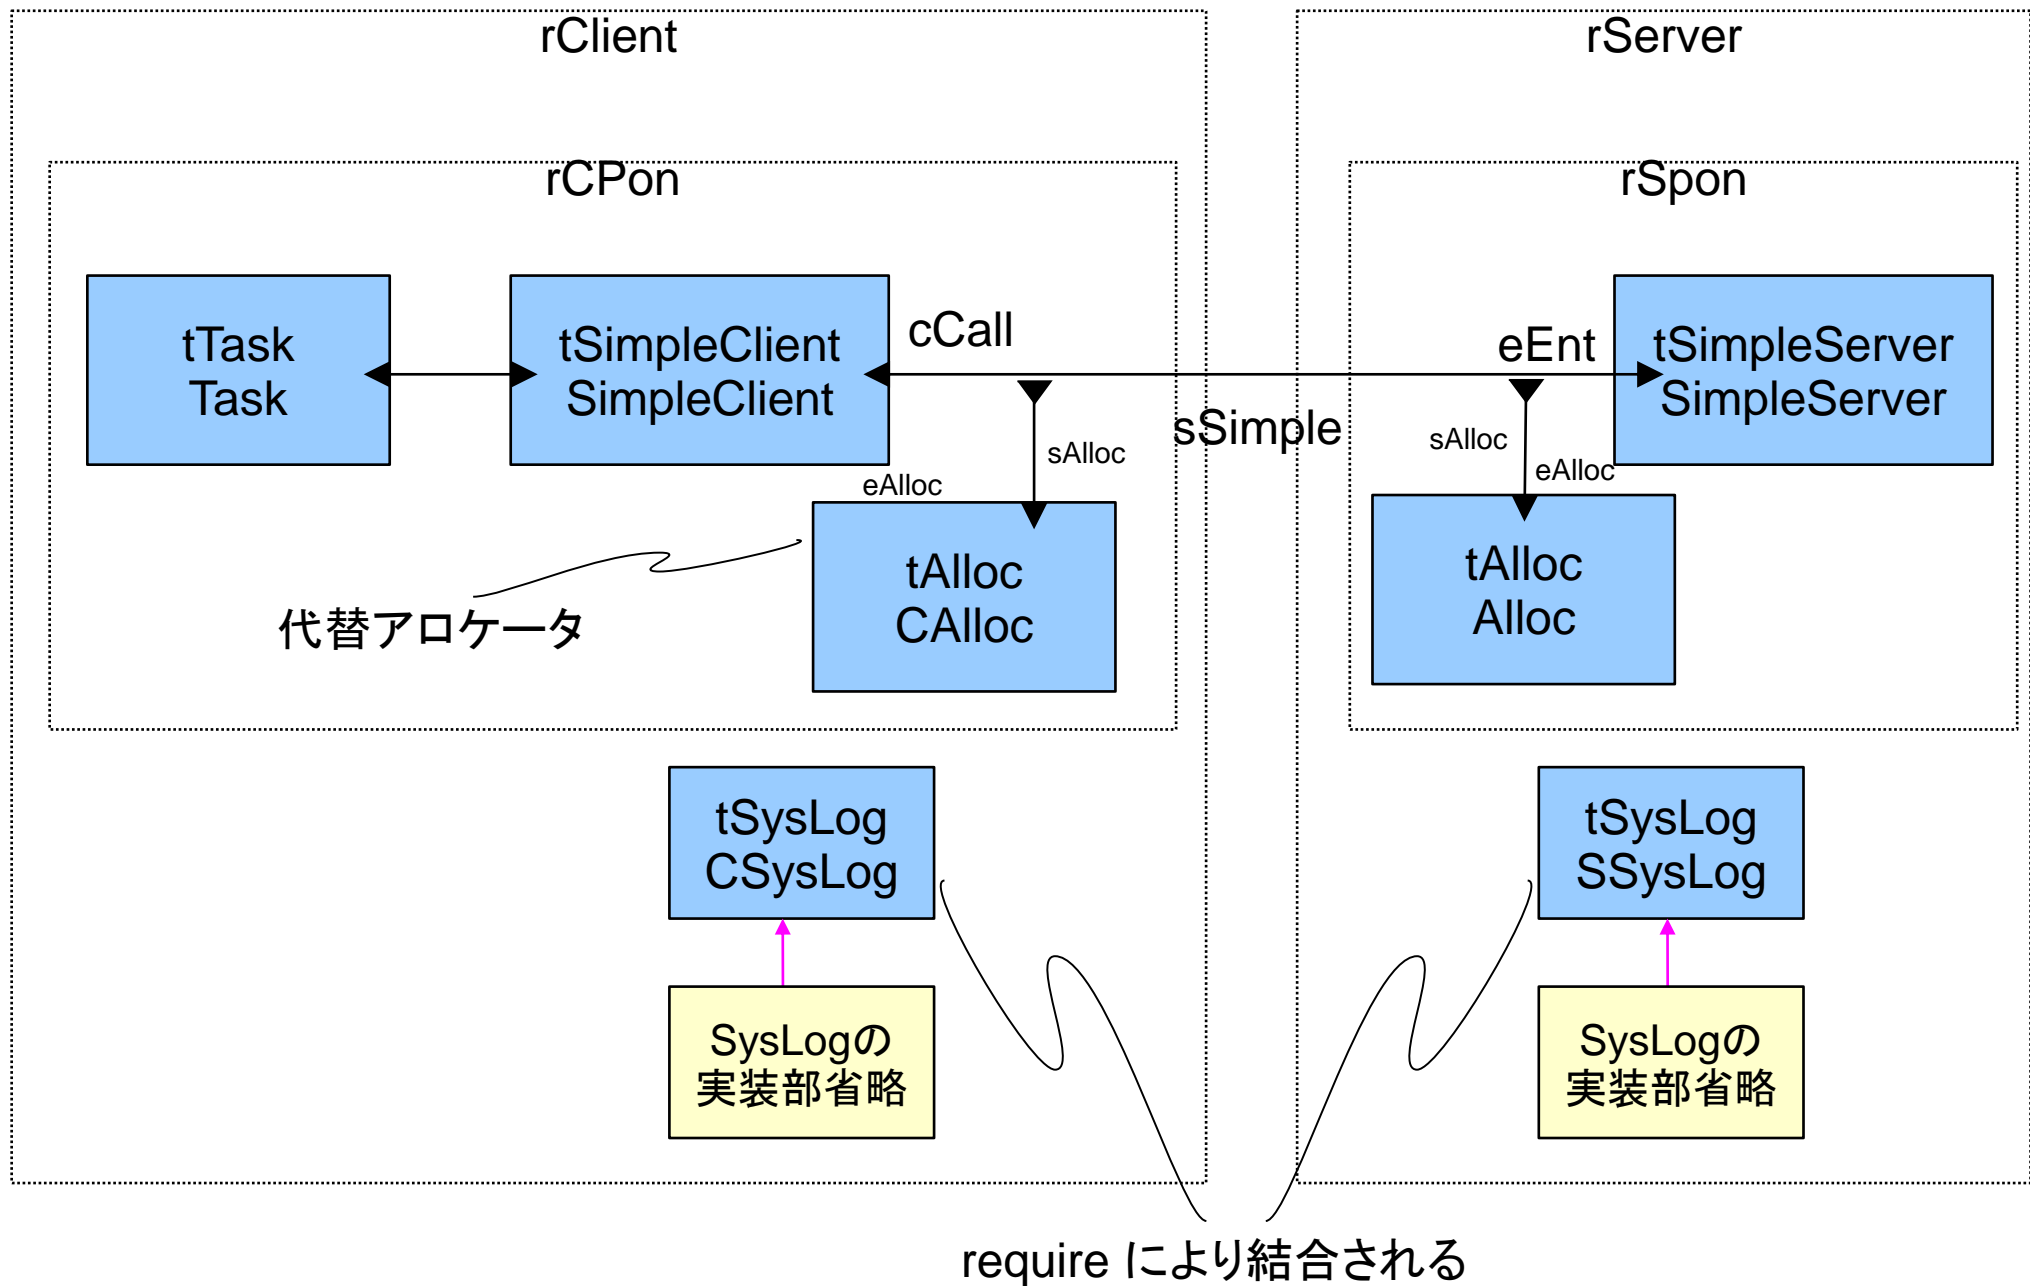 rClient
rServer
rCPon
rSpon
tTask
Task
tSimpleClient
SimpleClient
cCall
eEnt
tSimpleServer
SimpleServer
sSimple
sAlloc
eAlloc
sAlloc
eAlloc
tAlloc
CAlloc
tAlloc
Alloc
代替アロケータ
tSysLog
CSysLog
tSysLog
SSysLog
SysLogの
実装部省略
SysLogの
実装部省略
require により結合される